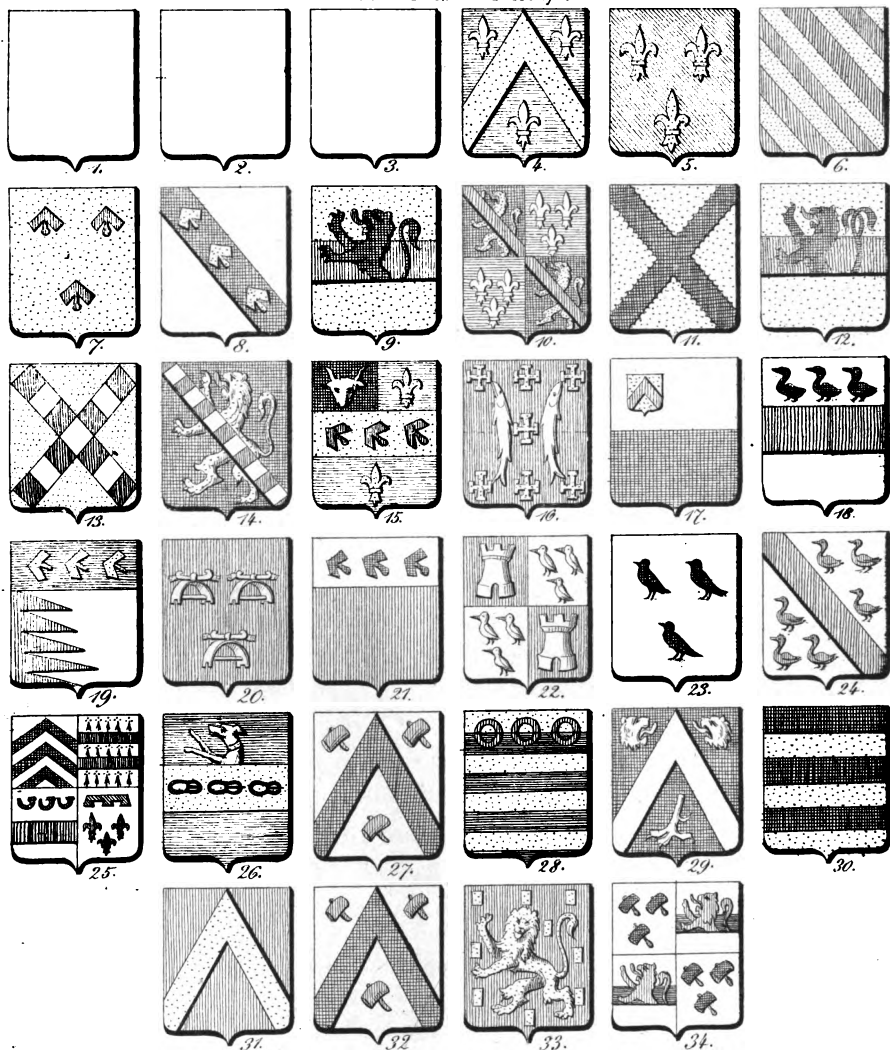 1. 2. 3. 4. 5. 6.
7. 8. 9. 10. 11. 12.
13. 14. 15. 16. 17. 18.
19. 20. 21. 22. 23. 24.
25. 26. 27. 28. 29. 30.
31. 32 33. 34.